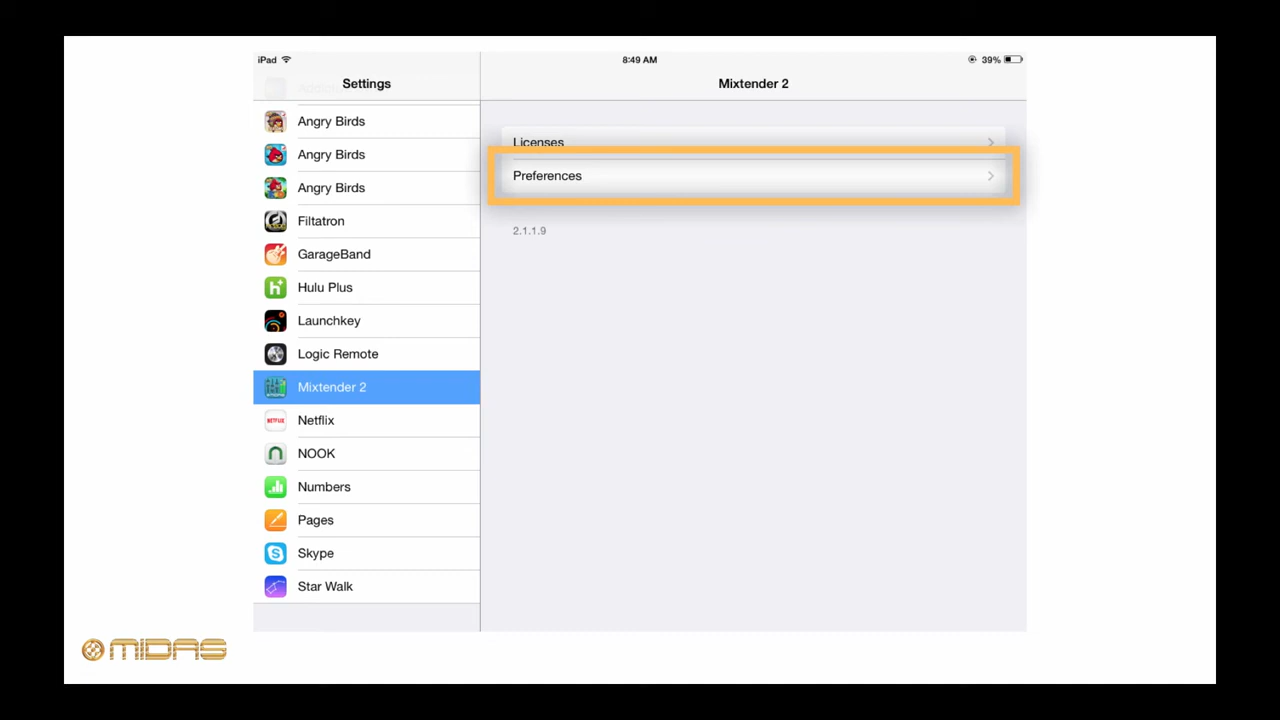 iPad
8:49 AM
39%
Settings
Mixtender 2
Angry Birds
Angry Birds
Angry Birds
Filtatron
GarageBand
Hulu Plus
Launchkey
Logic Remote
Mixtender 2
Netflix
NOOK
Numbers
Pages
Skype
Star Walk
Licenses
Preferences
2.1.1.9
MIDAS